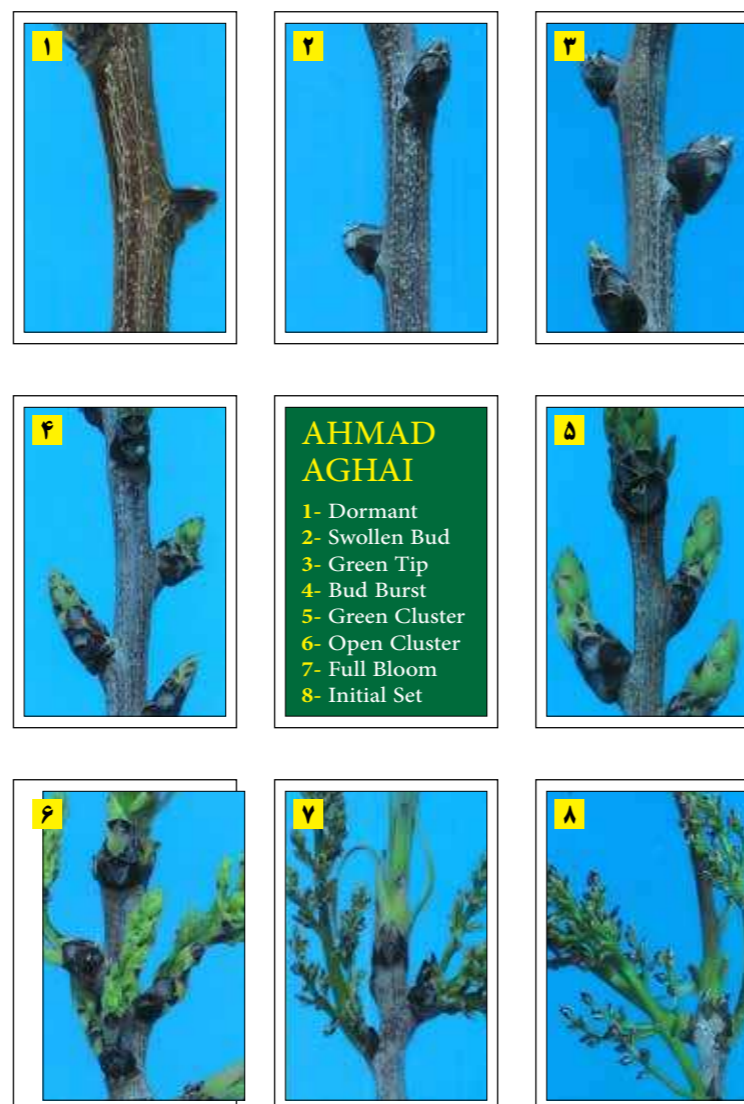 ۱
۲
۳
۴
AHMAD
AGHAI
1- Dormant
2- Swollen Bud
3- Green Tip
4- Bud Burst
5- Green Cluster
6- Open Cluster
7- Full Bloom
8- Initial Set
۵
۶
۷
۸